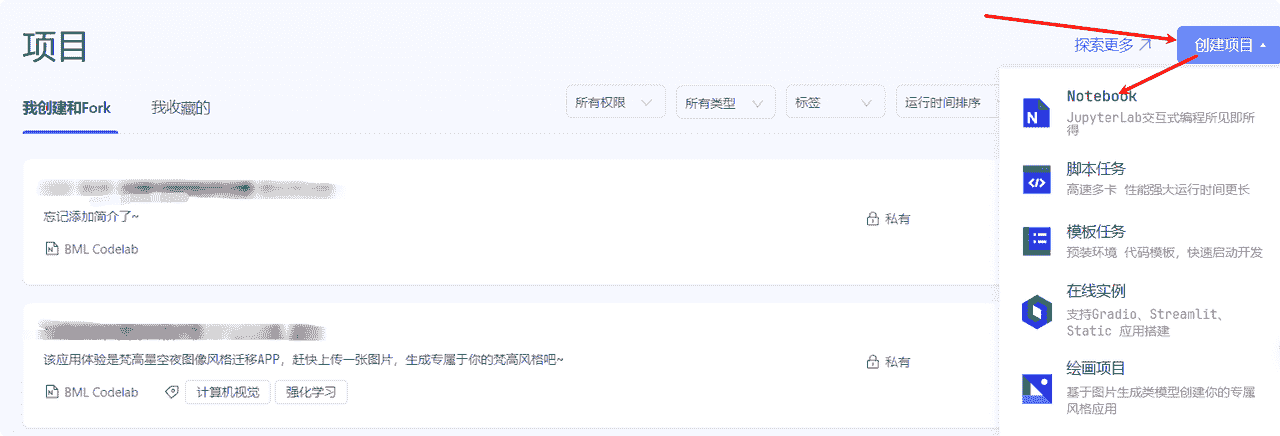 项目
探索更多
创建项目
我创建和Fork
我收藏的
所有权限
所有类型
标签
运行时间排序
忘记添加简介了~
私有
BML Codelab
该应用体验是梵高星空夜图像风格迁移APP，赶快上传一张图片，生成专属于你的梵高风格吧~
私有
BML Codelab
计算机视觉
强化学习
Notebook
JupyterLab交互式编程所见即所
得
脚本任务
高速多卡 性能强大运行时间更长
模板任务
预装环境 代码模板，快速启动开发
在线实例
支持Gradio、Streamlit、
Static 应用搭建
绘画项目
基于图片生成类模型创建你的专属
风格应用